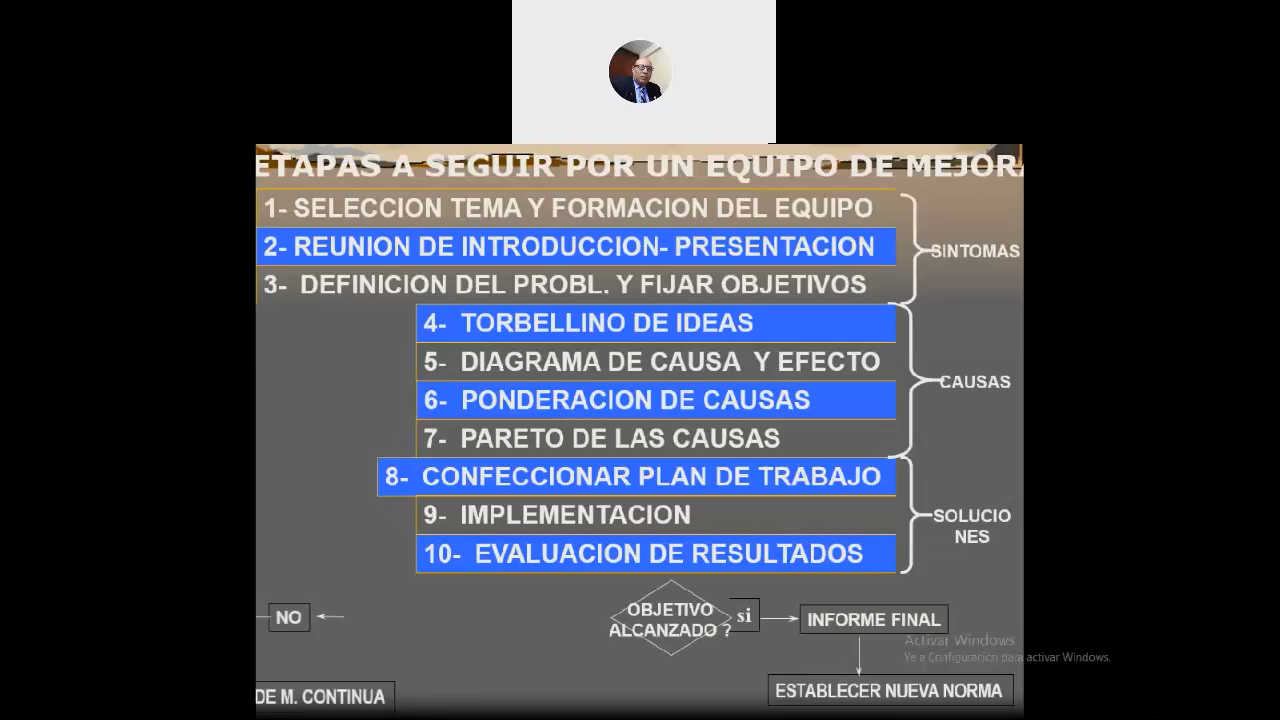 ETAPAS A SEGUIR POR UN EQUIPO DE MEJORA
1- SELECCION TEMA Y FORMACION DEL EQUIPO
2- REUNION DE INTRODUCCION- PRESENTACION
3- DEFINICION DEL PROBL. Y FIJAR OBJETIVOS
SINTOMAS
4- TORBELLINO DE IDEAS
5- DIAGRAMA DE CAUSA Y EFECTO
6- PONDERACION DE CAUSAS
7- PARETO DE LAS CAUSAS
CAUSAS
8- CONFECCIONAR PLAN DE TRABAJO
9- IMPLEMENTACION
10- EVALUACION DE RESULTADOS
SOLUCIO
NES
NO
OBJETIVO
ALCANZADO ?
si
INFORME FINAL
Activar Windows
Ve a Configuración para activar Windows.
DE M. CONTINUA
ESTABLECER NUEVA NORMA